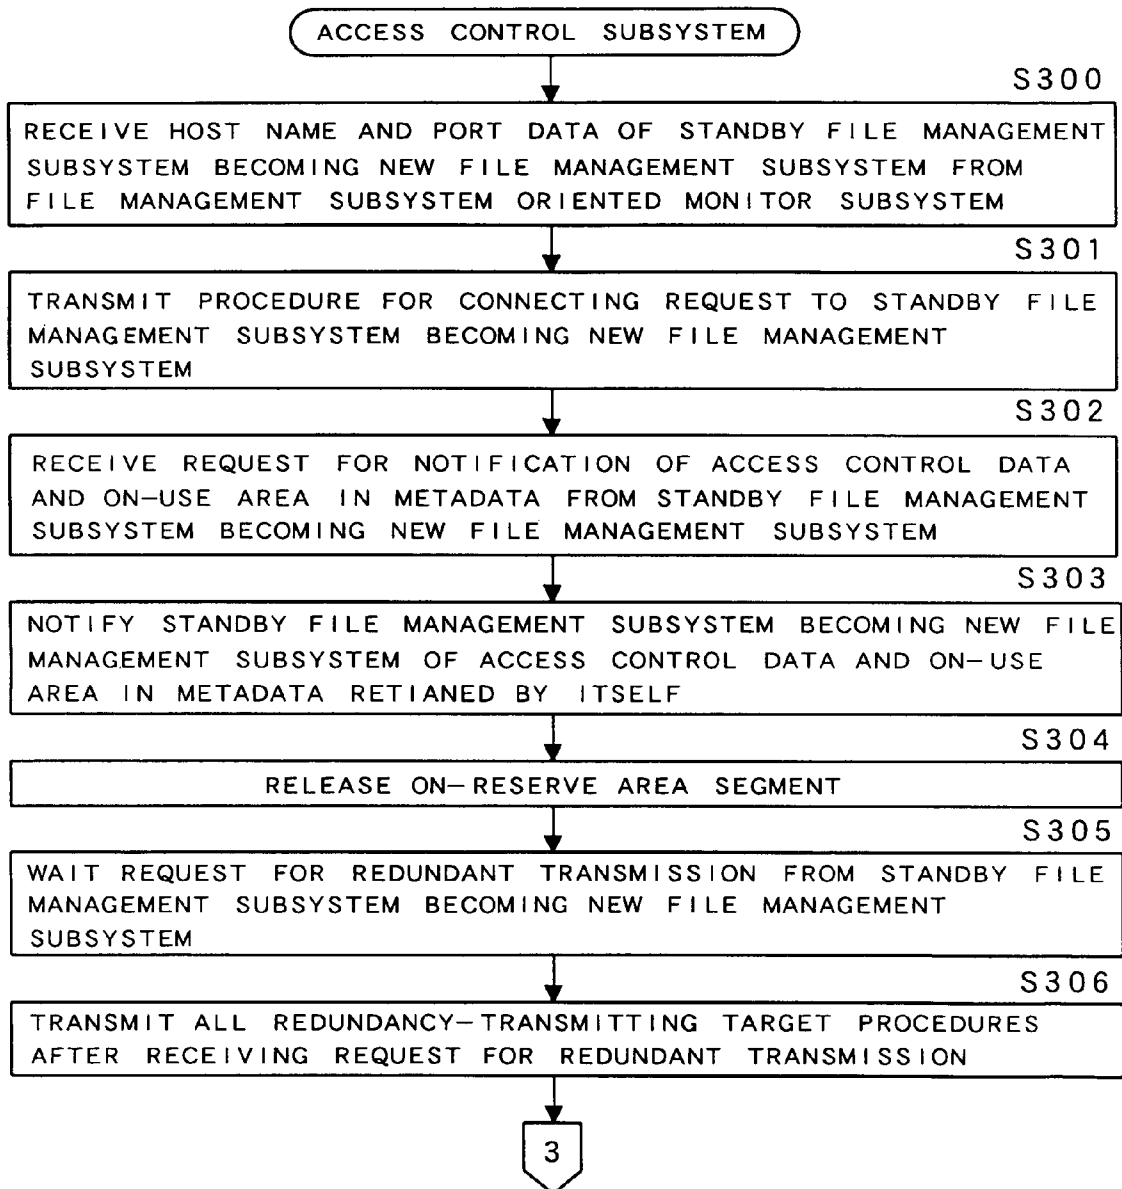 ACCESS CONTROL SUBSYSTEM
S300
RECEIVE HOST NAME AND PORT DATA OF STANDBY FILE MANAGEMENT
SUBSYSTEM BECOMING NEW FILE MANAGEMENT SUBSYSTEM FROM
FILE MANAGEMENT SUBSYSTEM ORIENTED MONITOR SUBSYSTEM
S301
TRANSMIT PROCEDURE FOR CONNECTING REQUEST TO STANDBY FILE
MANAGEMENT SUBSYSTEM BECOMING NEW FILE MANAGEMENT
SUBSYSTEM
S302
RECEIVE REQUEST FOR NOTIFICATION OF ACCESS CONTROL DATA
AND ON-USE AREA IN METADATA FROM STANDBY FILE MANAGEMENT
SUBSYSTEM BECOMING NEW FILE MANAGEMENT SUBSYSTEM
S303
NOTIFY STANDBY FILE MANAGEMENT SUBSYSTEM BECOMING NEW FILE
MANAGEMENT SUBSYSTEM OF ACCESS CONTROL DATA AND ON-USE
AREA IN METADATA RETIANED BY ITSELF
S304
RELEASE ON-RESERVE AREA SEGMENT
S305
WAIT REQUEST FOR REDUNDANT TRANSMISSION FROM STANDBY FILE
MANAGEMENT SUBSYSTEM BECOMING NEW FILE MANAGEMENT
SUBSYSTEM
S306
TRANSMIT ALL REDUNDANCY-TRANSMITTING TARGET PROCEDURES
AFTER RECEIVING REQUEST FOR REDUNDANT TRANSMISSION
3